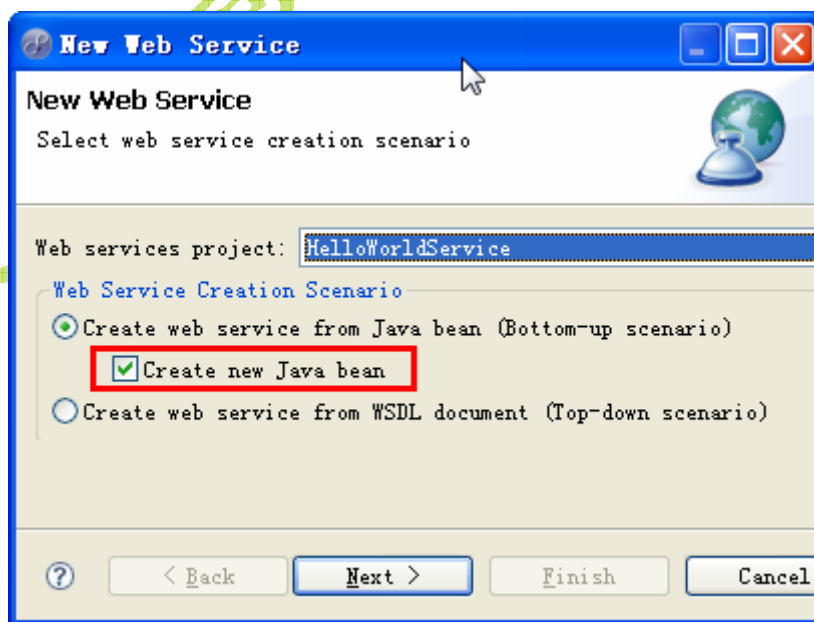 New Web Service
New Web Service
Select web service creation scenario
Web services project: HelloWorldService
Web Service Creation Scenario
Create web service from Java bean (Bottom-up scenario)
Create new Java bean
Create web service from WSDL document (Top-down scenario)
? < Back Next > Finish Cancel